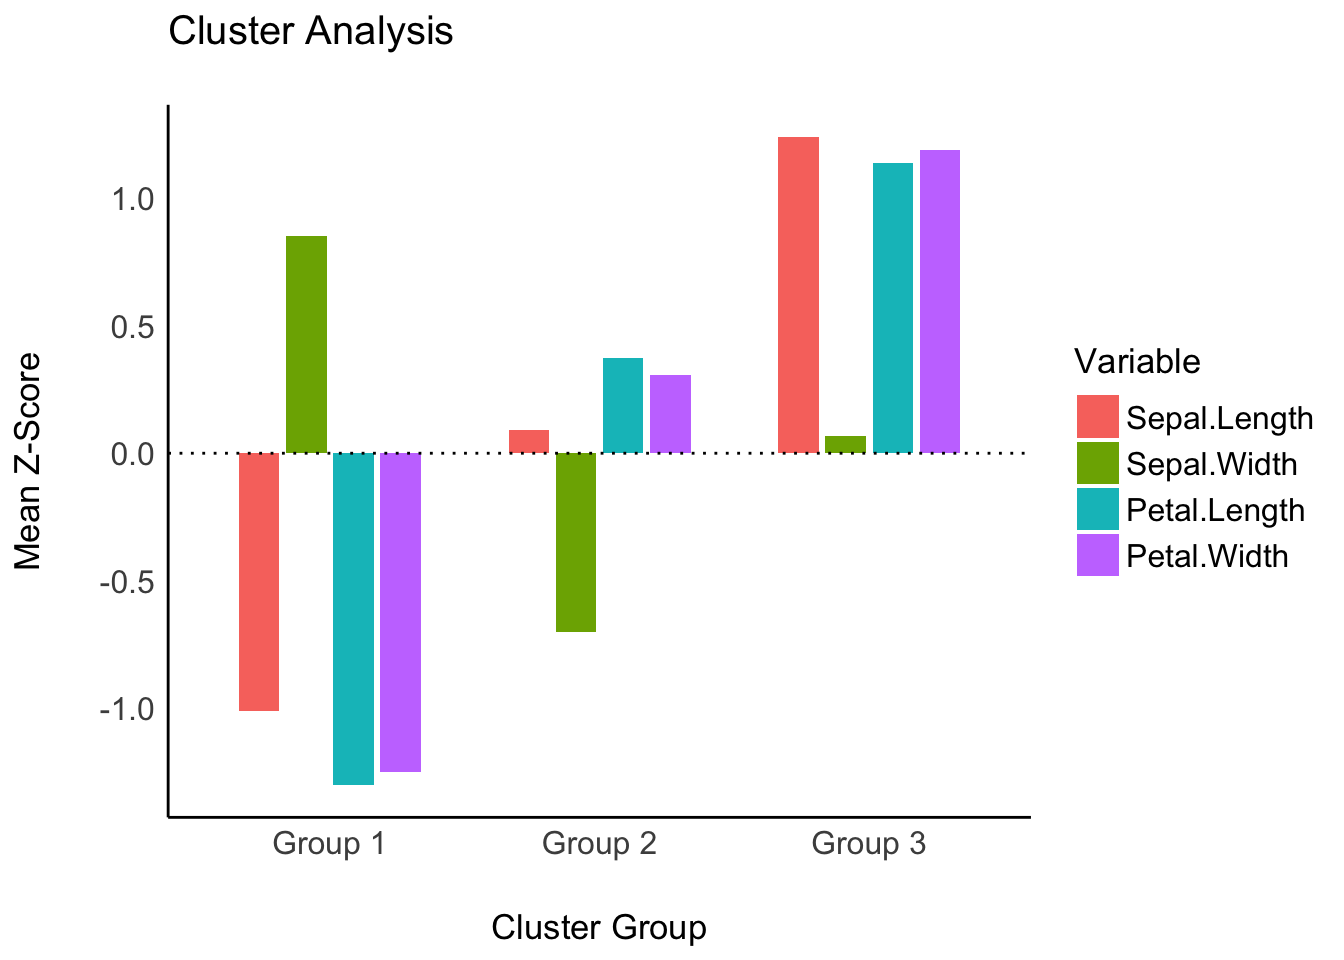 Cluster Analysis
Mean Z-Score
1.0
0.5
0.0
-0.5
-1.0
Group 1
Group 2
Group 3
Cluster Group
Variable
Sepal.Length
Sepal.Width
Petal.Length
Petal.Width